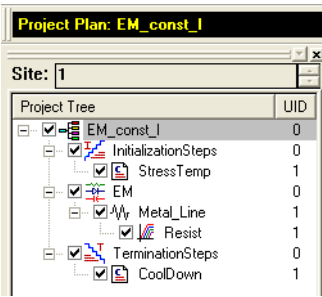 Project Plan: EM_const_I
Site: 1
Project Tree UID
EM_const_I 0
InitializationSteps 0
StressTemp 1
EM 0
Metal_Line 1
Resist 1
TerminationSteps 0
CoolDown 1